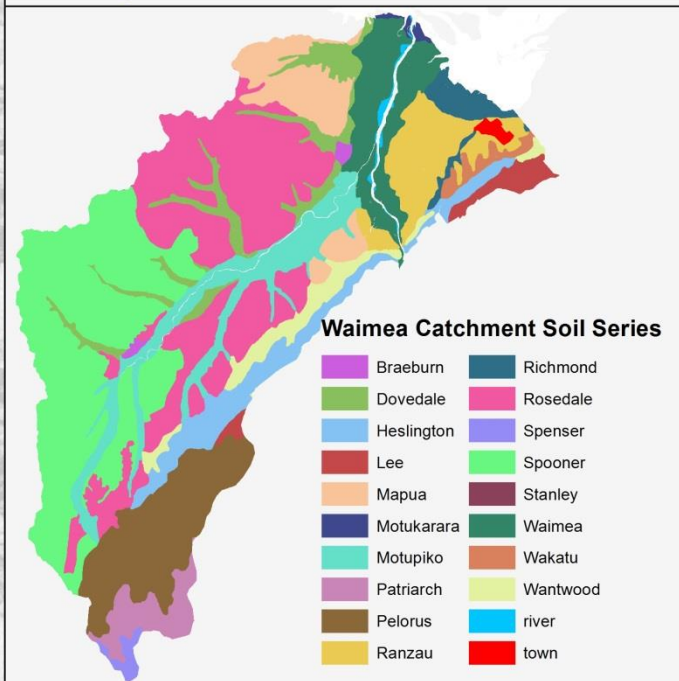 Waimea Catchment Soil Series
Braeburn
Dovedale
Heslington
Lee
Mapua
Motukarara
Motupiko
Patriarch
Pelorus
Ranzau
Richmond
Rosedale
Spenser
Spooner
Stanley
Waimea
Wakatu
Wantwood
river
town